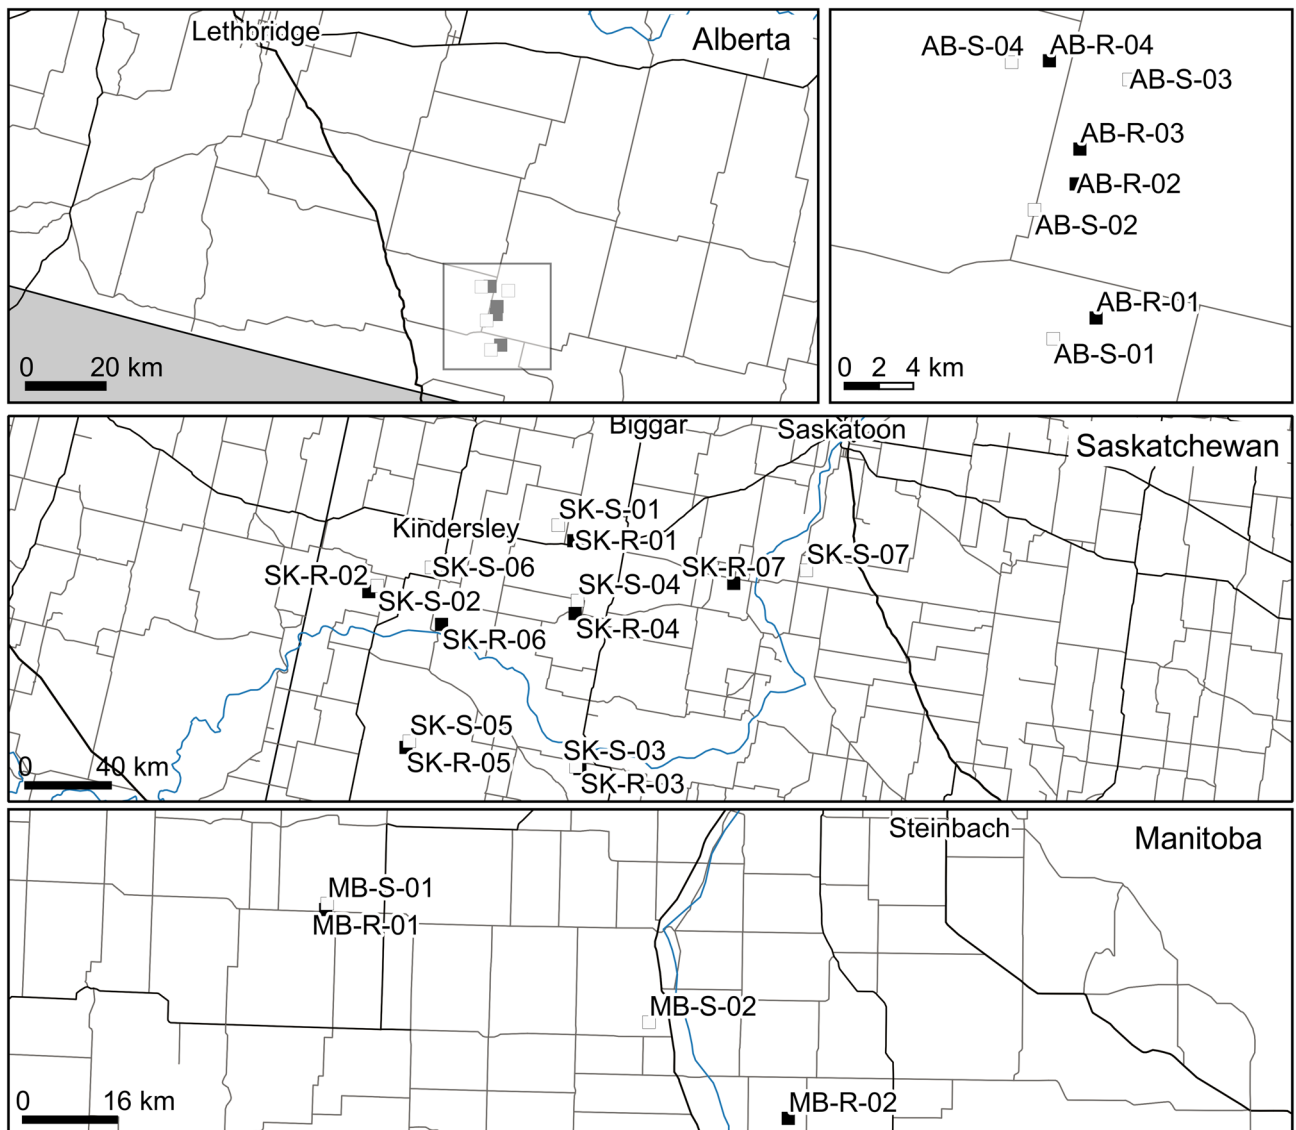 Lethbridge
Alberta
0 20 km
AB-S-04
AB-R-04
AB-S-03
AB-R-03
AB-R-02
AB-S-02
AB-R-01
AB-S-01
0 2 4 km
Biggar
Saskatoon
Saskatchewan
SK-S-01
Kindersley
SK-R-01
SK-S-07
SK-R-02
SK-S-06
SK-R-07
SK-S-04
SK-S-02
SK-R-04
SK-R-06
SK-S-05
SK-S-03
SK-R-05
0 40 km
SK-R-03
Steinbach
Manitoba
MB-S-01
MB-R-01
MB-S-02
0 16 km
MB-R-02